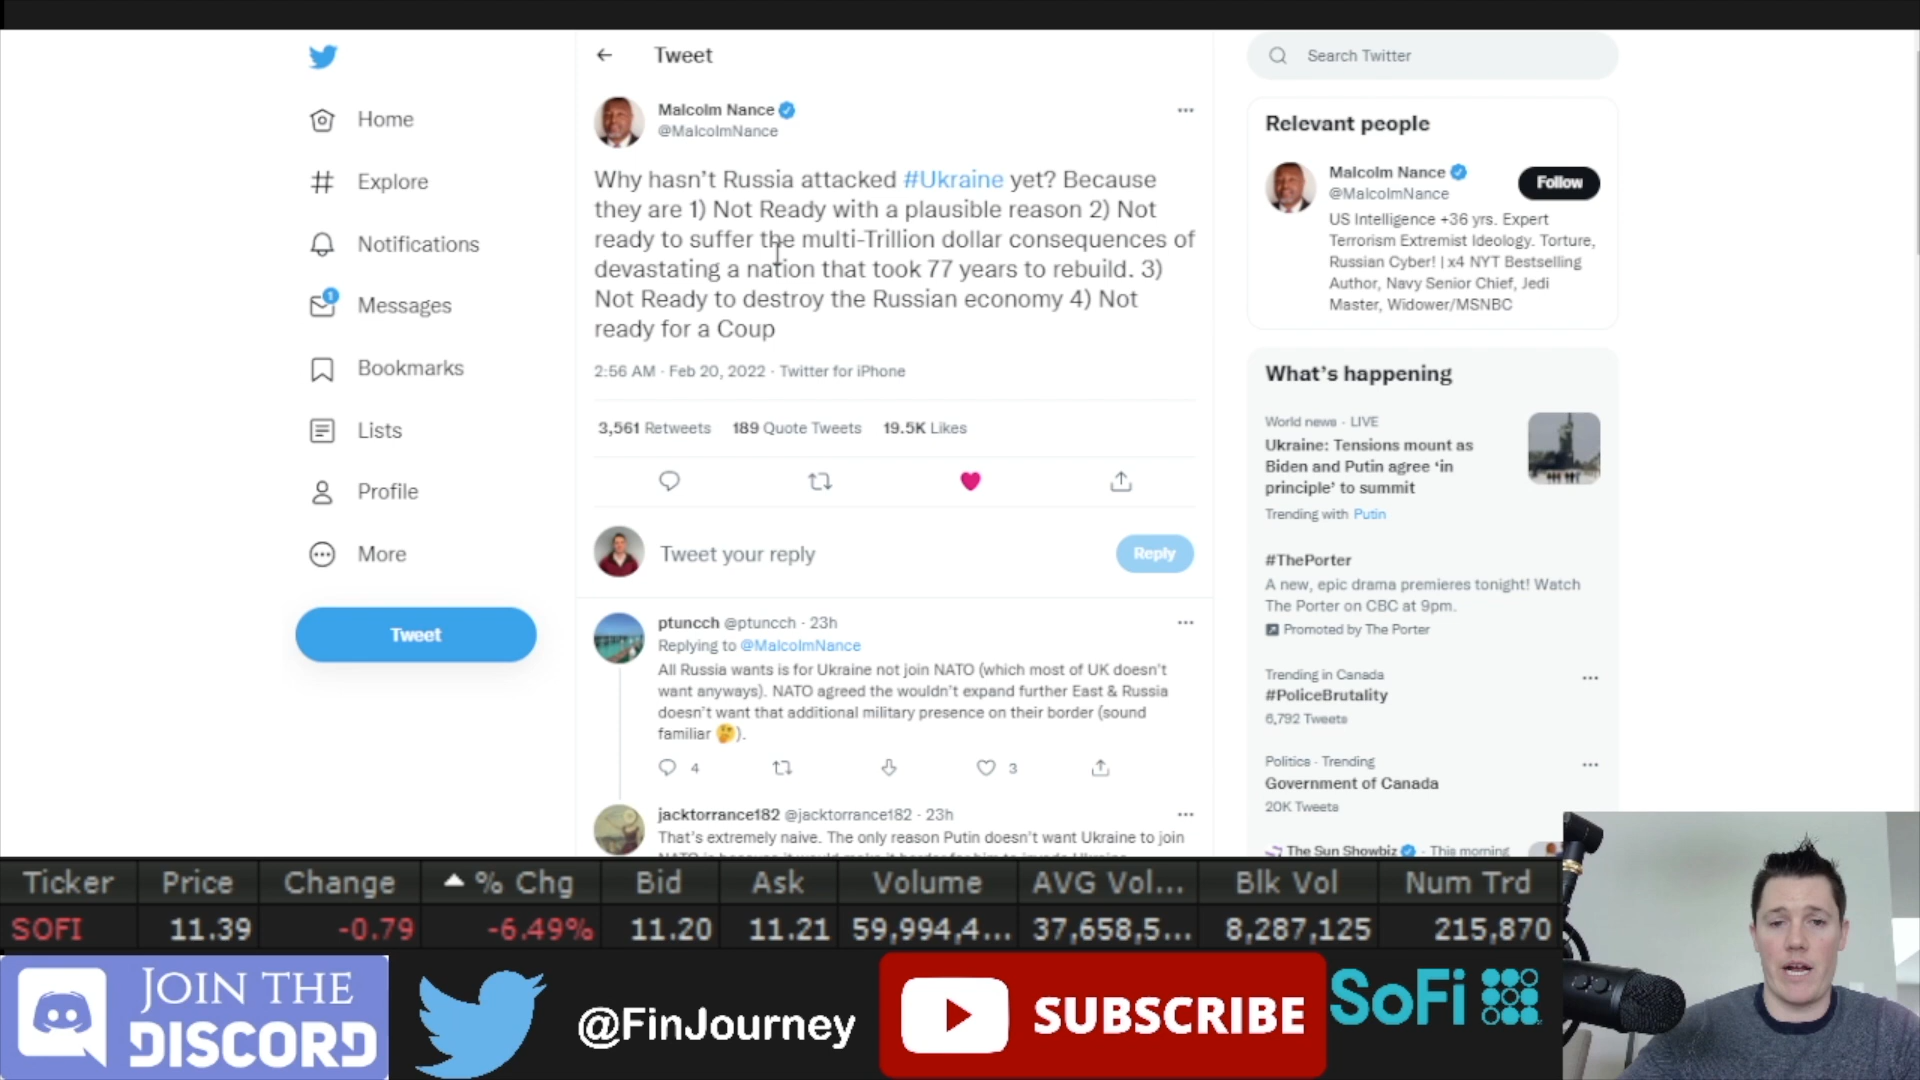 Tweet
Search Twitter
Home
Explore
Notifications
1
Messages
Bookmarks
Lists
Profile
More
Tweet
Malcolm Nance
@MalcolmNance
Why hasn't Russia attacked #Ukraine yet? Because
they are 1) Not Ready with a plausible reason 2) Not
ready to suffer the multi-Trillion dollar consequences of
devastating a nation that took 77 years to rebuild. 3)
Not Ready to destroy the Russian economy 4) Not
ready for a Coup
2:56 AM · Feb 20, 2022 · Twitter for iPhone
3,561 Retweets 189 Quote Tweets 19.5K Likes
Tweet your reply
Reply
ptuncch @ptuncch · 23h
Replying to @MalcolmNance
All Russia wants is for Ukraine not join NATO (which most of UK doesn't
want anyways). NATO agreed the wouldn't expand further East & Russia
doesn't want that additional military presence on their border (sound
familiar 🤔).
4
3
jacktorrance182 @jacktorrance182 · 23h
That's extremely naive. The only reason Putin doesn't want Ukraine to join
Relevant people
Malcolm Nance
@MalcolmNance
Follow
US Intelligence +36 yrs. Expert
Terrorism Extremist Ideology. Torture,
Russian Cyber! | x4 NYT Bestselling
Author, Navy Senior Chief, Jedi
Master, Widower/MSNBC
What's happening
World news · LIVE
Ukraine: Tensions mount as
Biden and Putin agree 'in
principle' to summit
Trending with Putin
#ThePorter
A new, epic drama premieres tonight! Watch
The Porter on CBC at 9pm.
Promoted by The Porter
Trending in Canada
#PoliceBrutality
6,792 Tweets
Politics · Trending
Government of Canada
20K Tweets
The Sun Showbiz · This morning
Ticker Price Change % Chg Bid Ask Volume AVG Vol... Blk Vol Num Trd
SOFI 11.39 -0.79 -6.49% 11.20 11.21 59,994,4... 37,658,5... 8,287,125 215,870
JOIN THE
DISCORD
@FinJourney
SUBSCRIBE
SoFi